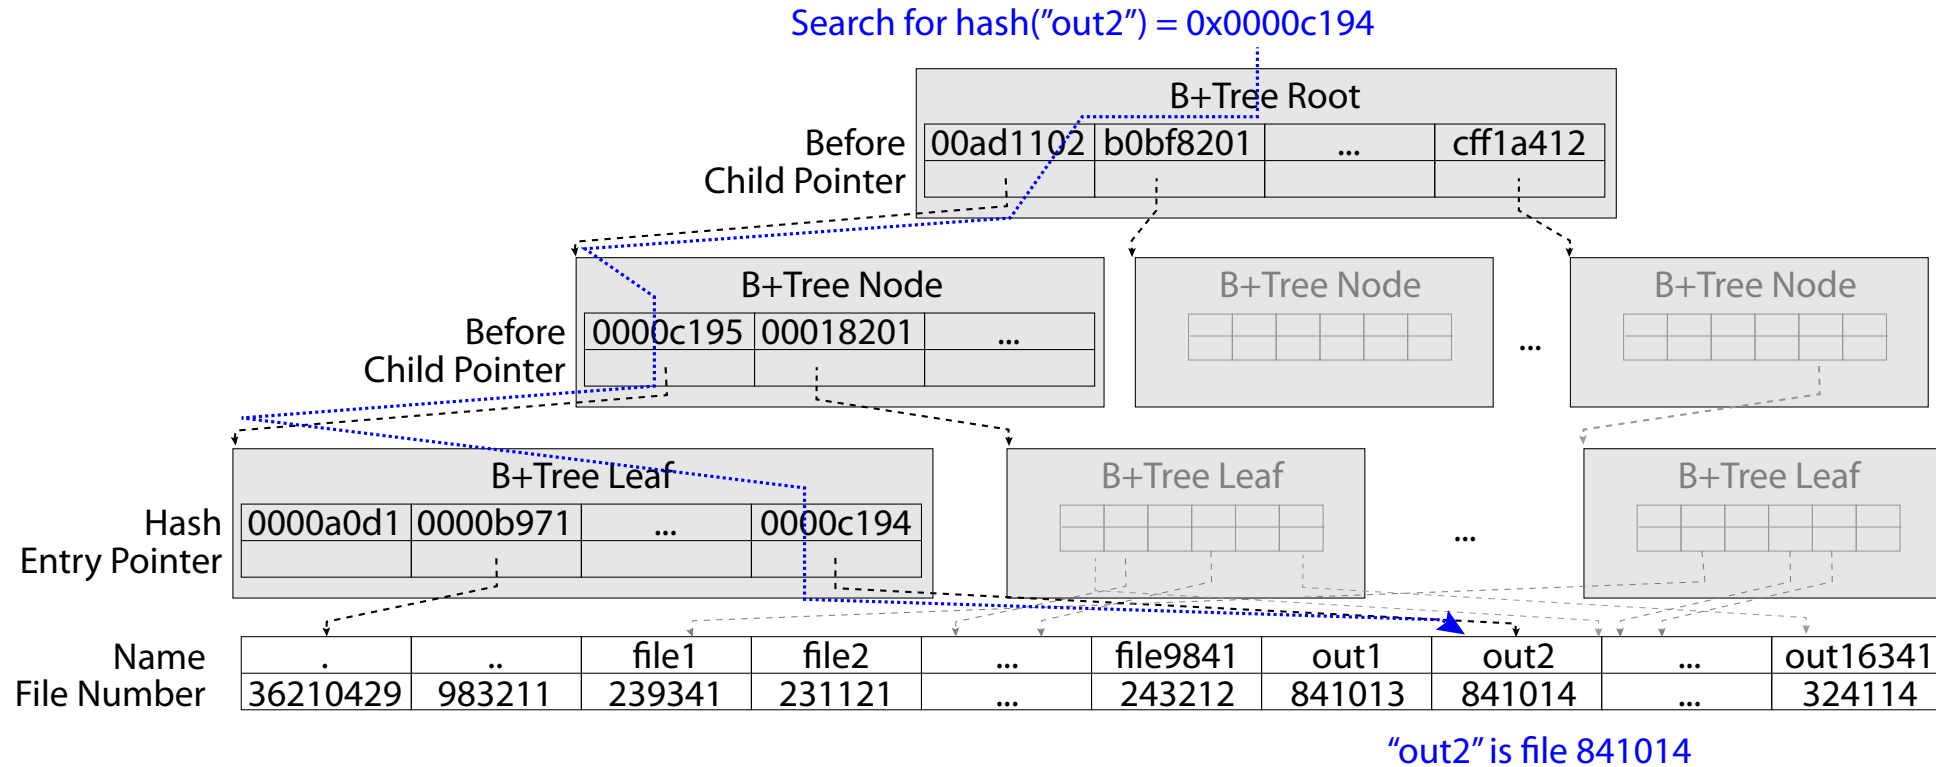 Search for hash("out2") = 0x0000c194
B+Tree Root
Before 00ad1102 b0bf8201 ... cff1a412
Child Pointer
B+Tree Node B+Tree Node B+Tree Node
Before 0000c195 00018201 ... ...
Child Pointer
B+Tree Leaf B+Tree Leaf B+Tree Leaf
Hash 0000a0d1 0000b971 ... 0000c194 ...
Entry Pointer
Name . .. file1 file2 ... file9841 out1 out2 ... out16341
File Number 36210429 983211 239341 231121 ... 243212 841013 841014 ... 324114
“out2” is file 841014